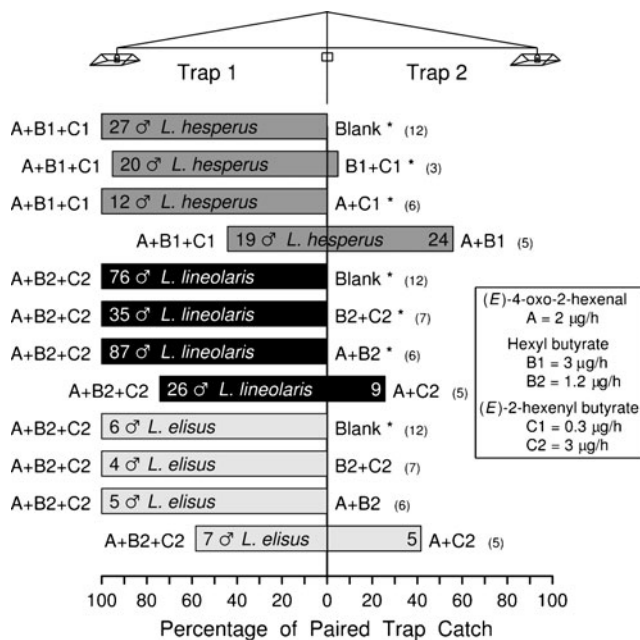 Trap 1 Trap 2
A+B1+C1 27 ♂ L. hesperus Blank * (12)
A+B1+C1 20 ♂ L. hesperus B1+C1 * (3)
A+B1+C1 12 ♂ L. hesperus A+C1 * (6)
A+B1+C1 19 ♂ L. hesperus 24 A+B1 (5)
A+B2+C2 76 ♂ L. lineolaris Blank * (12)
A+B2+C2 35 ♂ L. lineolaris B2+C2 * (7)
A+B2+C2 87 ♂ L. lineolaris A+B2 * (6)
A+B2+C2 26 ♂ L. lineolaris 9 A+C2 (5)
A+B2+C2 6 ♂ L. elisus Blank * (12)
A+B2+C2 4 ♂ L. elisus B2+C2 (7)
A+B2+C2 5 ♂ L. elisus A+B2 (6)
A+B2+C2 7 ♂ L. elisus 5 A+C2 (5)
(E)-4-oxo-2-hexenal
A = 2 µg/h
Hexyl butyrate
B1 = 3 µg/h
B2 = 1.2 µg/h
(E)-2-hexenyl butyrate
C1 = 0.3 µg/h
C2 = 3 µg/h
100 80 60 40 20 0 20 40 60 80 100
Percentage of Paired Trap Catch